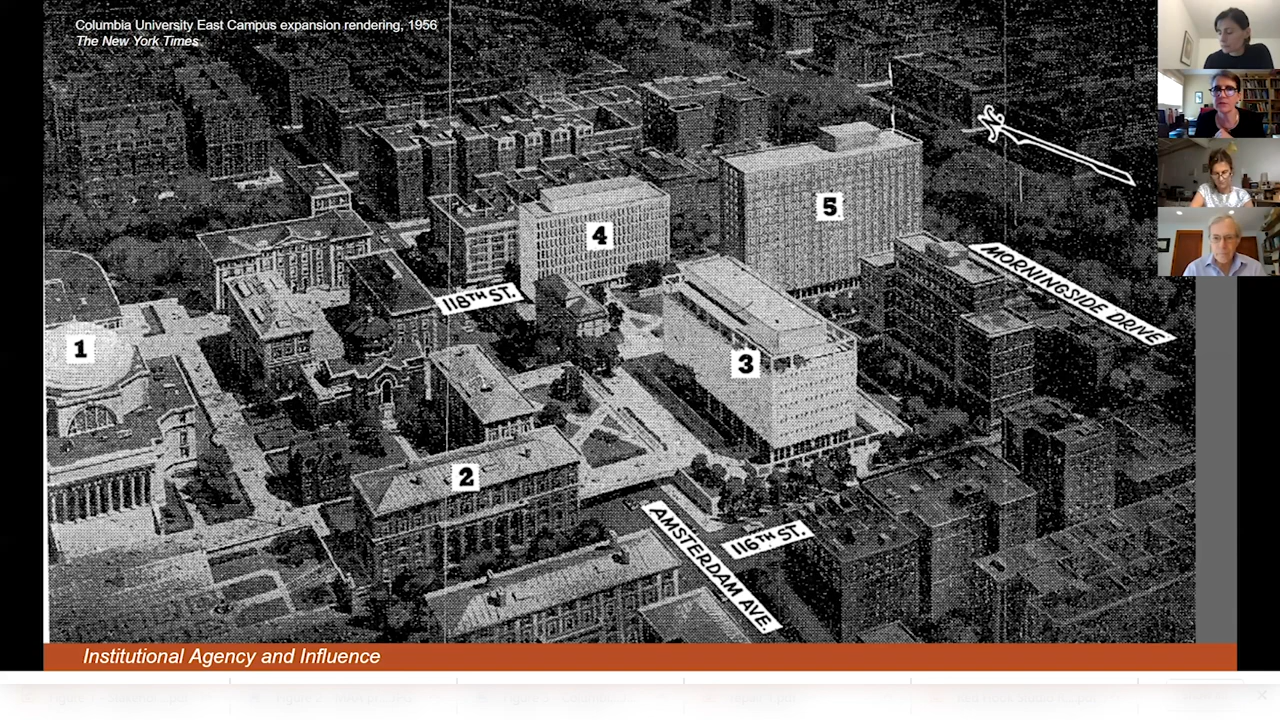 Columbia University East Campus expansion rendering, 1956
The New York Times
5
4
118TH ST.
MORNINGSIDE DRIVE
1
3
2
116TH ST.
AMSTERDAM AVE.
Institutional Agency and Influence